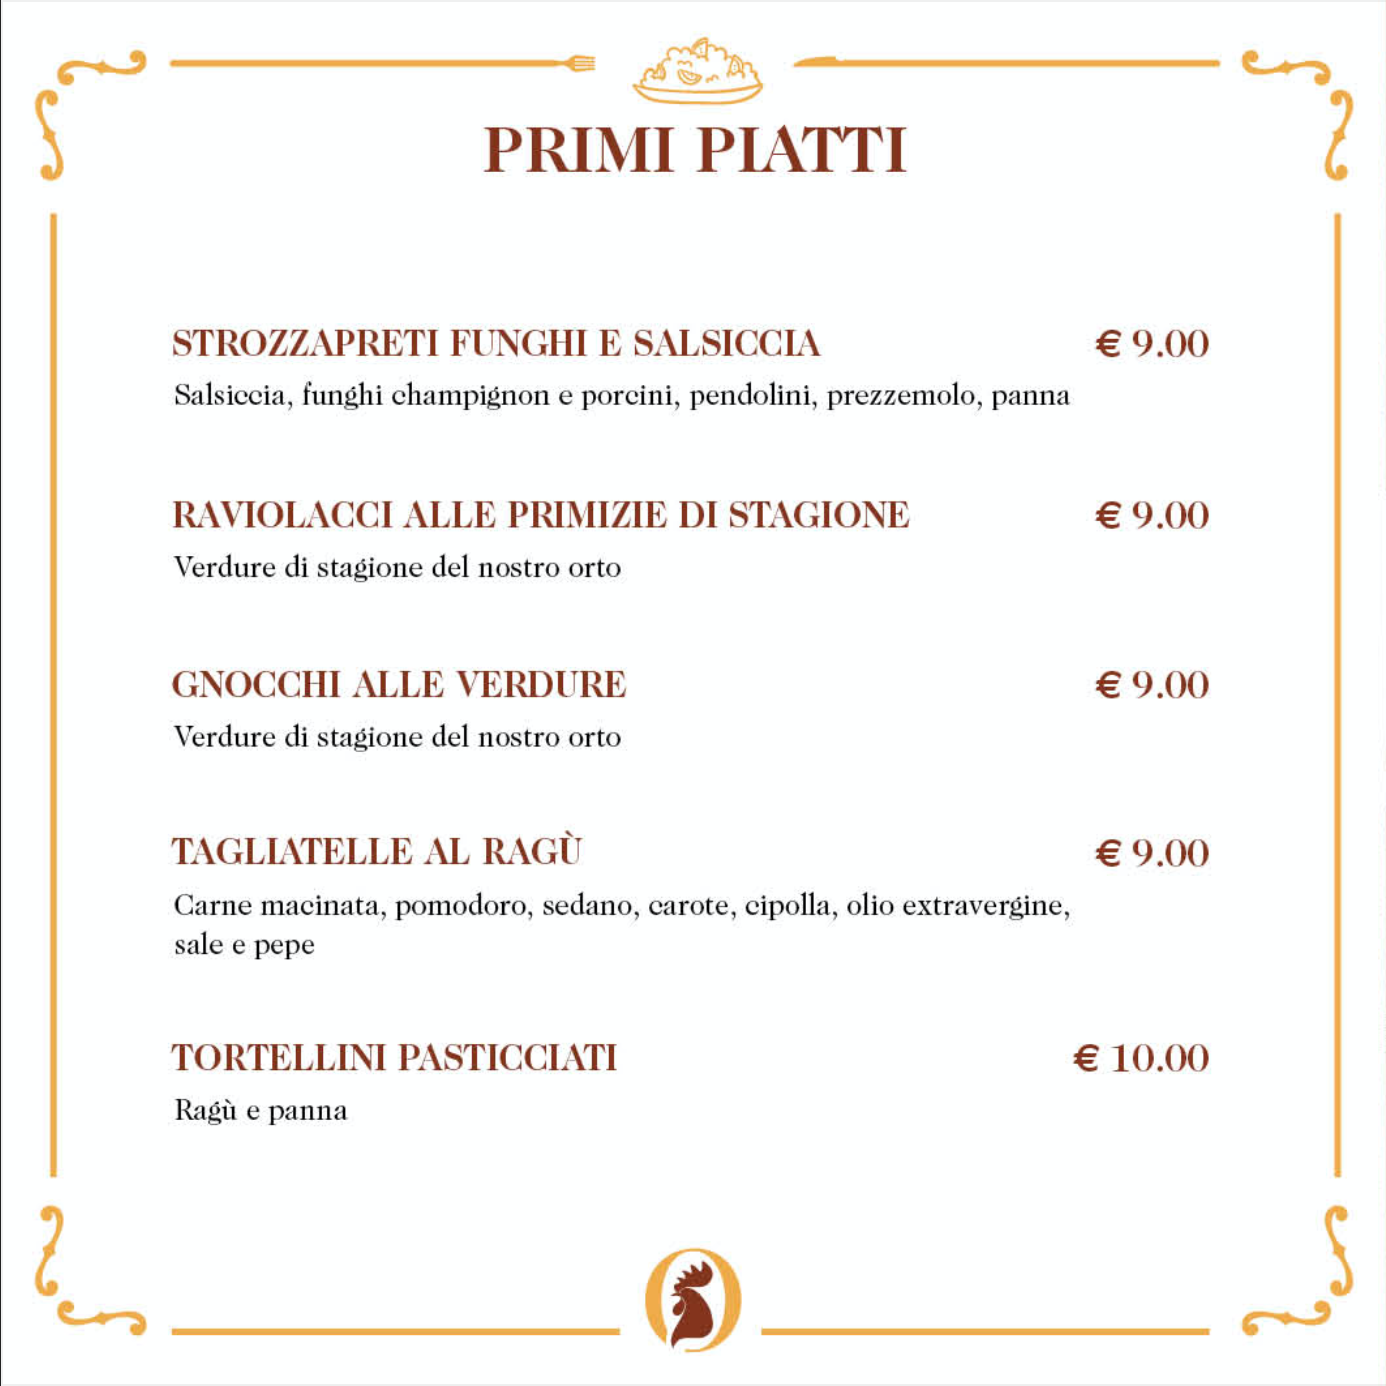 PRIMI PIATTI
STROZZAPRETI FUNGHI E SALSICCIA € 9.00
Salsiccia, funghi champignon e porcini, pendolini, prezzemolo, panna
RAVIOLACCI ALLE PRIMIZIE DI STAGIONE € 9.00
Verdure di stagione del nostro orto
GNOCCHI ALLE VERDURE € 9.00
Verdure di stagione del nostro orto
TAGLIATELLE AL RAGÙ € 9.00
Carne macinata, pomodoro, sedano, carote, cipolla, olio extravergine,
sale e pepe
TORTELLINI PASTICCIATI € 10.00
Ragù e panna